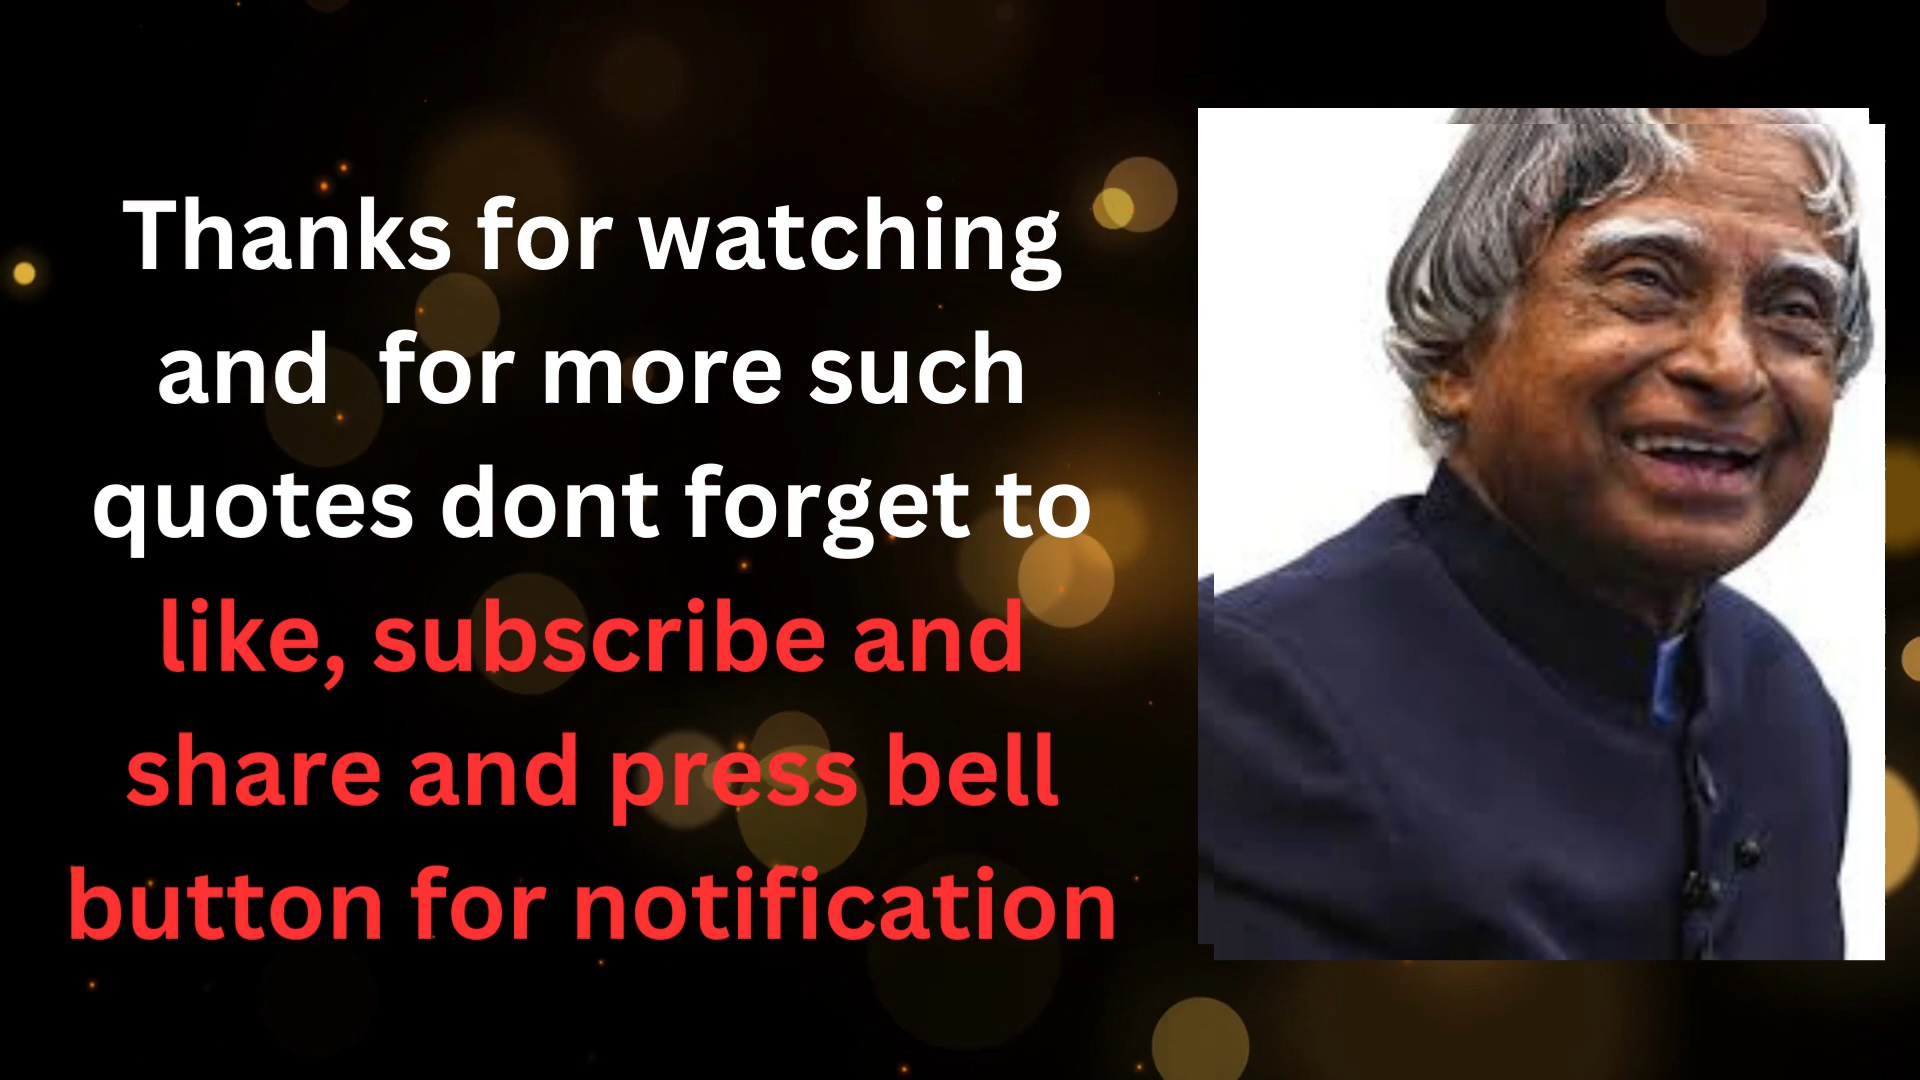 Thanks for watching
and  for more such
quotes dont forget to
like, subscribe and
share and press bell
button for notification